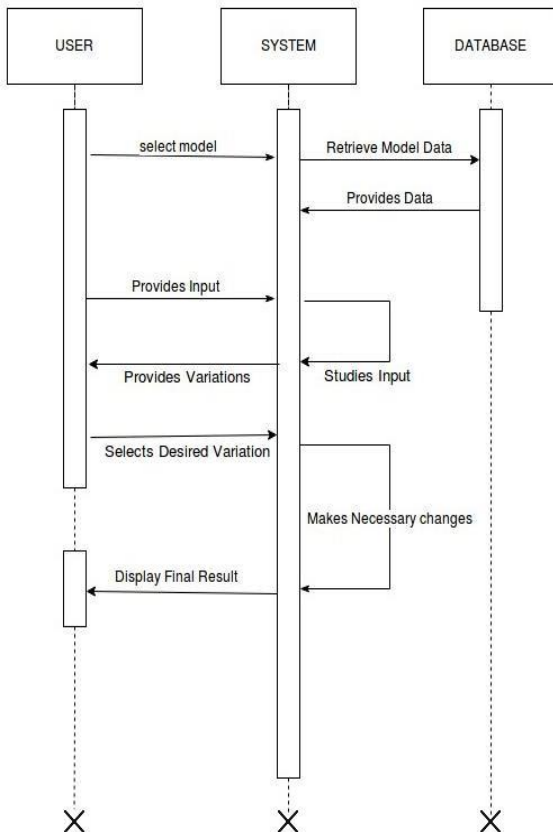 USER
SYSTEM
DATABASE
select model
Retrieve Model Data
Provides Data
Provides Input
Provides Variations
Studies Input
Selects Desired Variation
Makes Necessary changes
Display Final Result